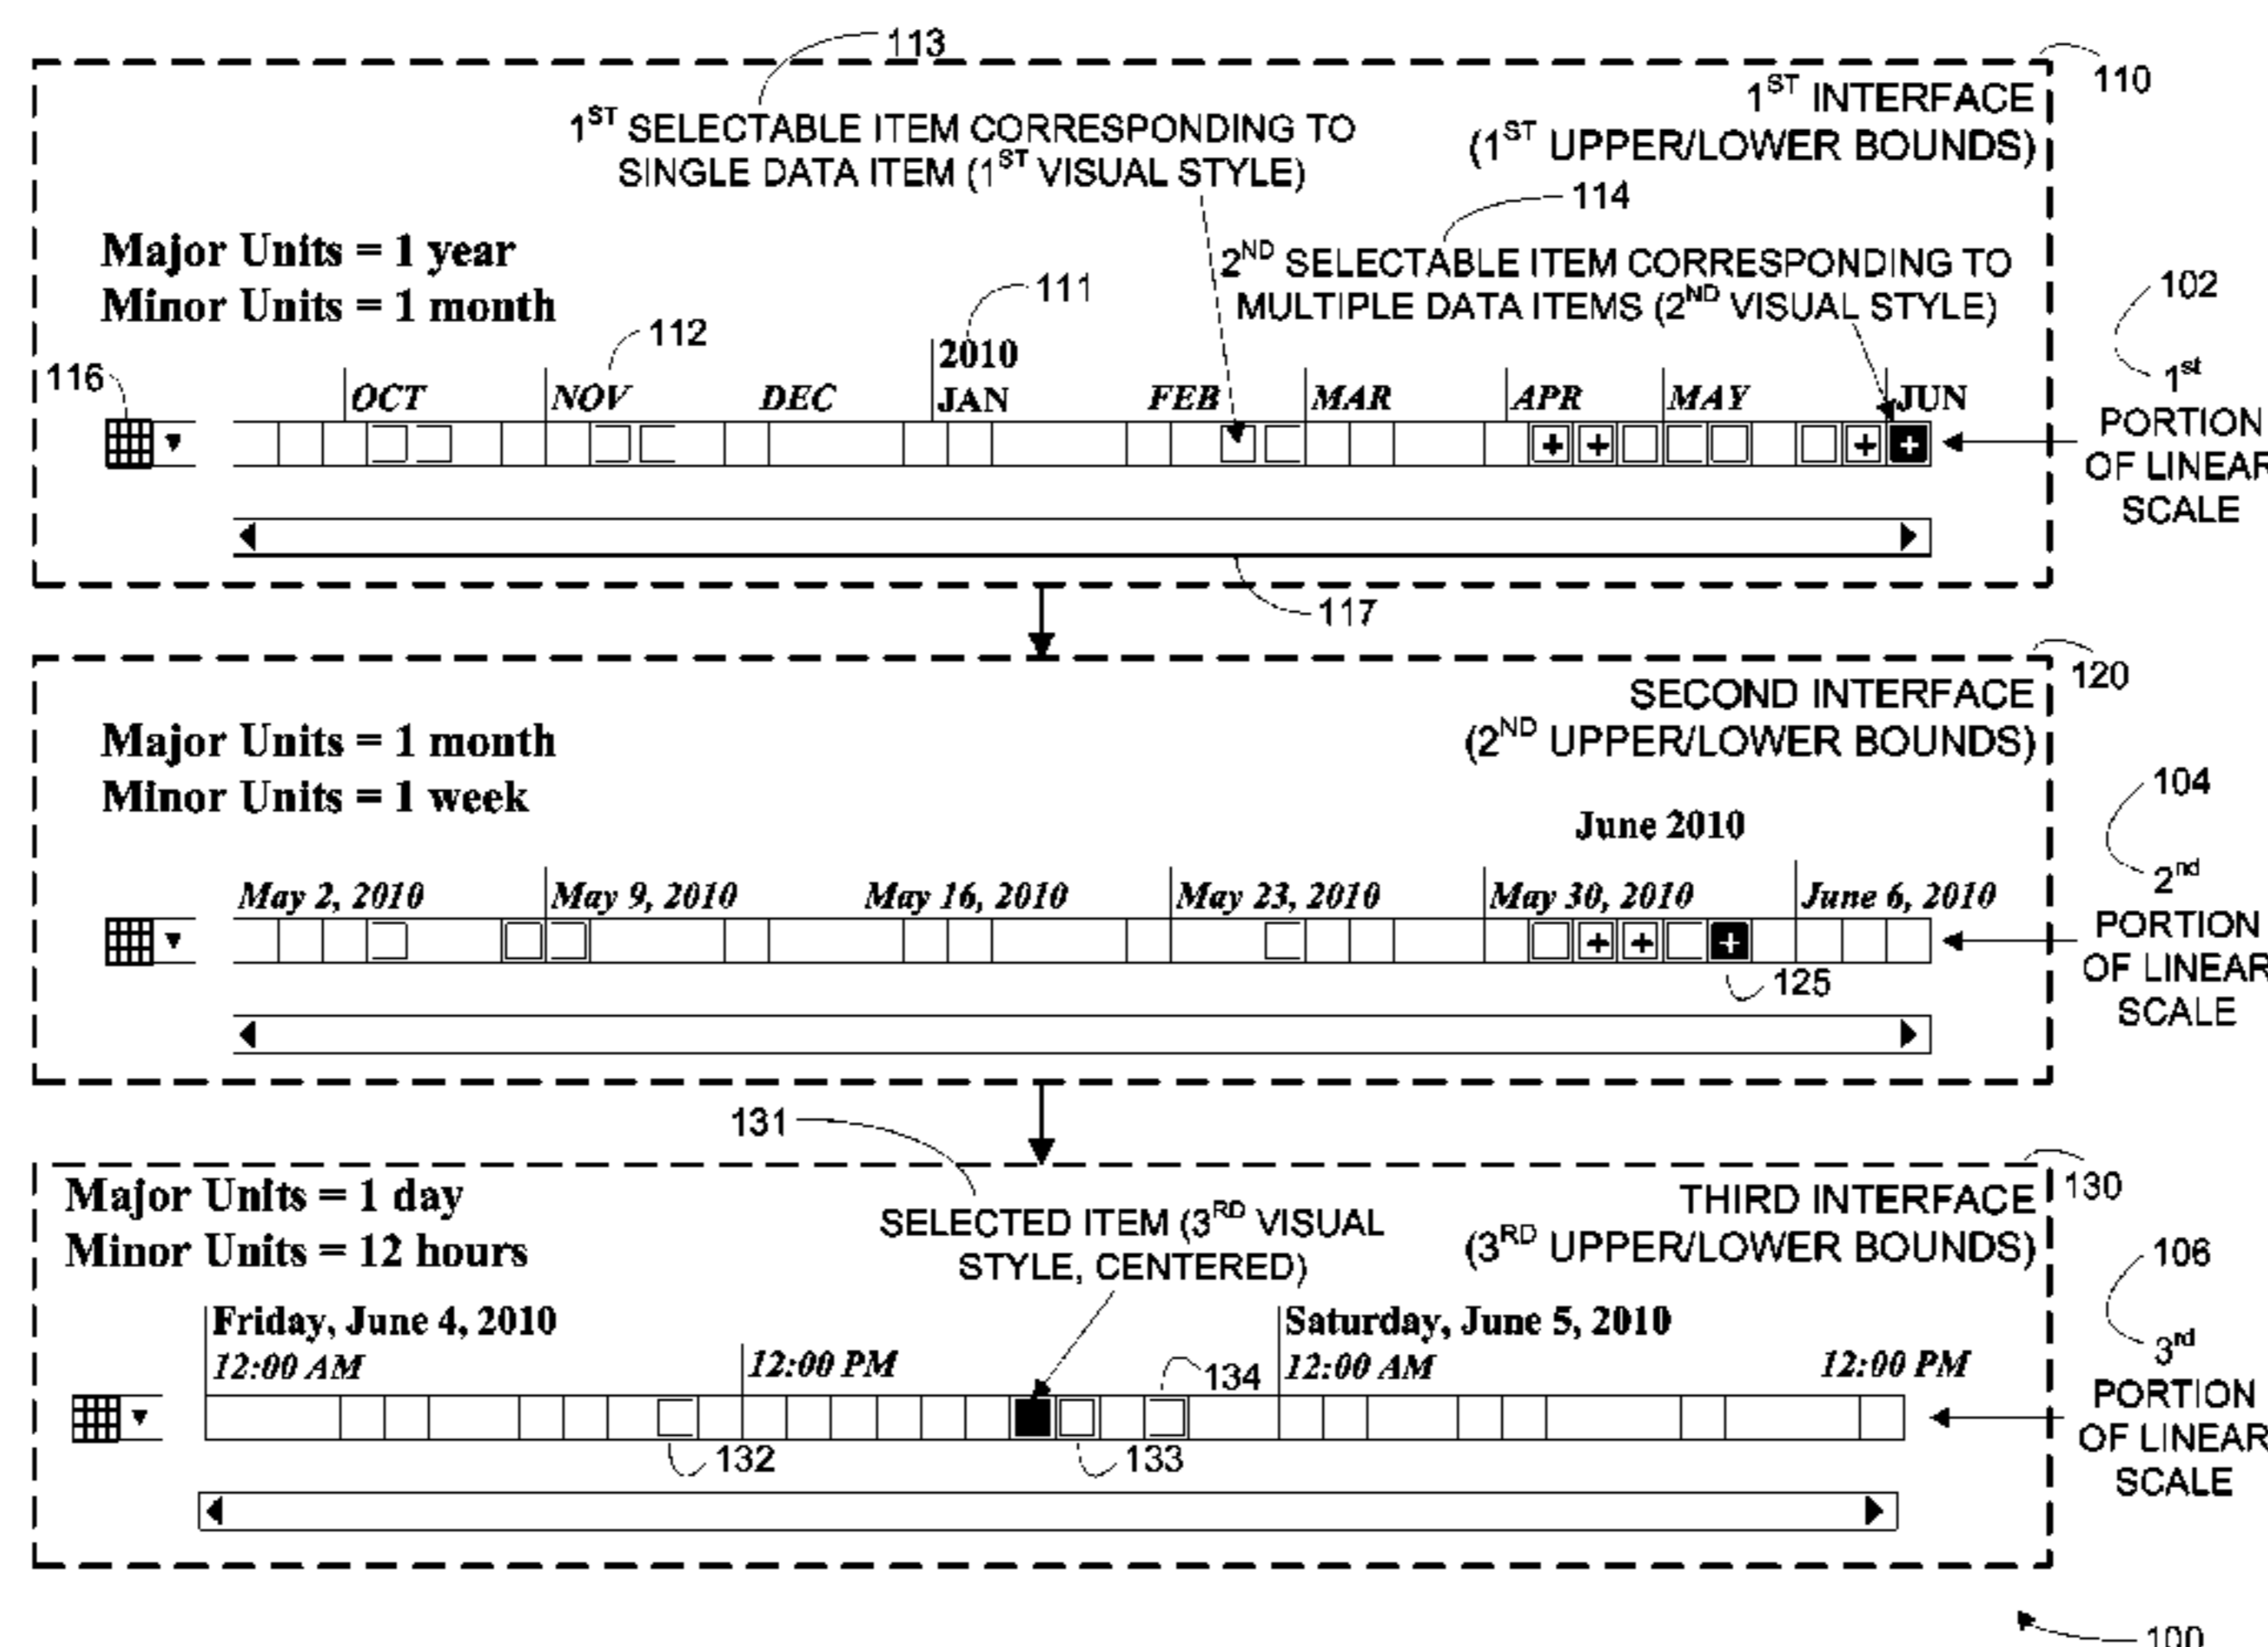 113
110
1ST INTERFACE
(1ST UPPER/LOWER BOUNDS)
1ST SELECTABLE ITEM CORRESPONDING TO
SINGLE DATA ITEM (1ST VISUAL STYLE)
114
2ND SELECTABLE ITEM CORRESPONDING TO
MULTIPLE DATA ITEMS (2ND VISUAL STYLE)
Major Units = 1 year
Minor Units = 1 month
111
112
116
102
1st
PORTION
OF LINEAR
SCALE
2010
OCT NOV DEC JAN FEB MAR APR MAY JUN
+ + + +
117
120
SECOND INTERFACE
(2ND UPPER/LOWER BOUNDS)
Major Units = 1 month
Minor Units = 1 week
104
2nd
PORTION
OF LINEAR
SCALE
June 2010
May 2, 2010 May 9, 2010 May 16, 2010 May 23, 2010 May 30, 2010 June 6, 2010
+ + +
125
131
130
THIRD INTERFACE
(3RD UPPER/LOWER BOUNDS)
Major Units = 1 day
Minor Units = 12 hours
SELECTED ITEM (3RD VISUAL
STYLE, CENTERED)
106
3rd
PORTION
OF LINEAR
SCALE
Friday, June 4, 2010 Saturday, June 5, 2010
12:00 AM 12:00 PM 12:00 AM 12:00 PM
134
132
133
100